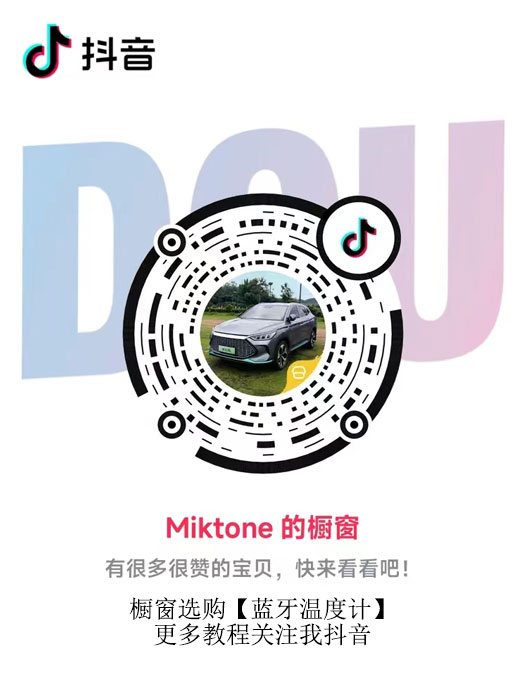 抖音
DOU
Miktone 的橱窗
有很多很赞的宝贝，快来看看吧！
橱窗选购【蓝牙温度计】
更多教程关注我抖音